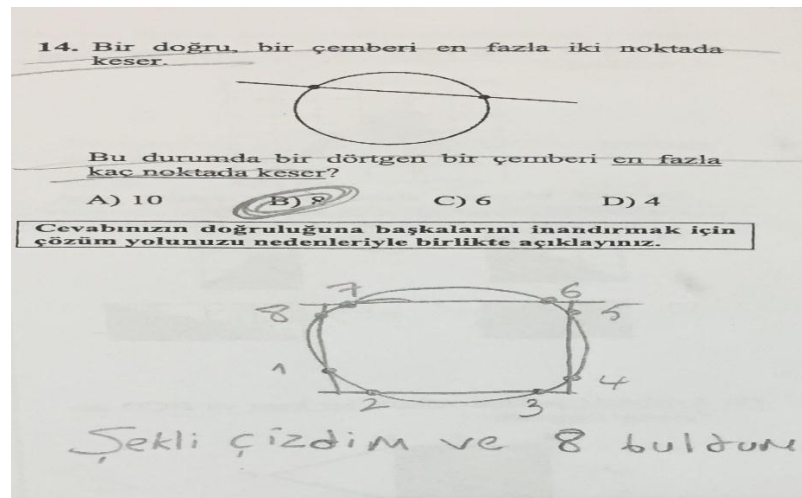 14. Bir doğru, bir çemberi en fazla iki noktada
keser.
Bu durumda bir dörtgen bir çemberi en fazla
kaç noktada keser?
A) 10 B) 8 C) 6 D) 4
Cevabınızın doğruluğuna başkalarını inandırmak için
çözüm yolunuzu nedenleriyle birlikte açıklayınız.
7 6
8 5
1 4
2 3
Şekli çizdim ve 8 buldum